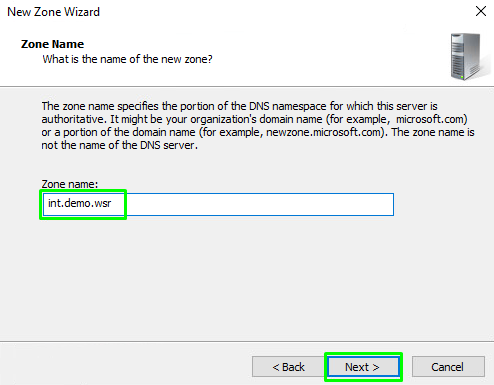 New Zone Wizard
Zone Name
What is the name of the new zone?
The zone name specifies the portion of the DNS namespace for which this server is
authoritative. It might be your organization's domain name (for example, microsoft.com)
or a portion of the domain name (for example, newzone.microsoft.com). The zone name is
not the name of the DNS server.
Zone name:
int.demo.wsr
< Back
Next >
Cancel